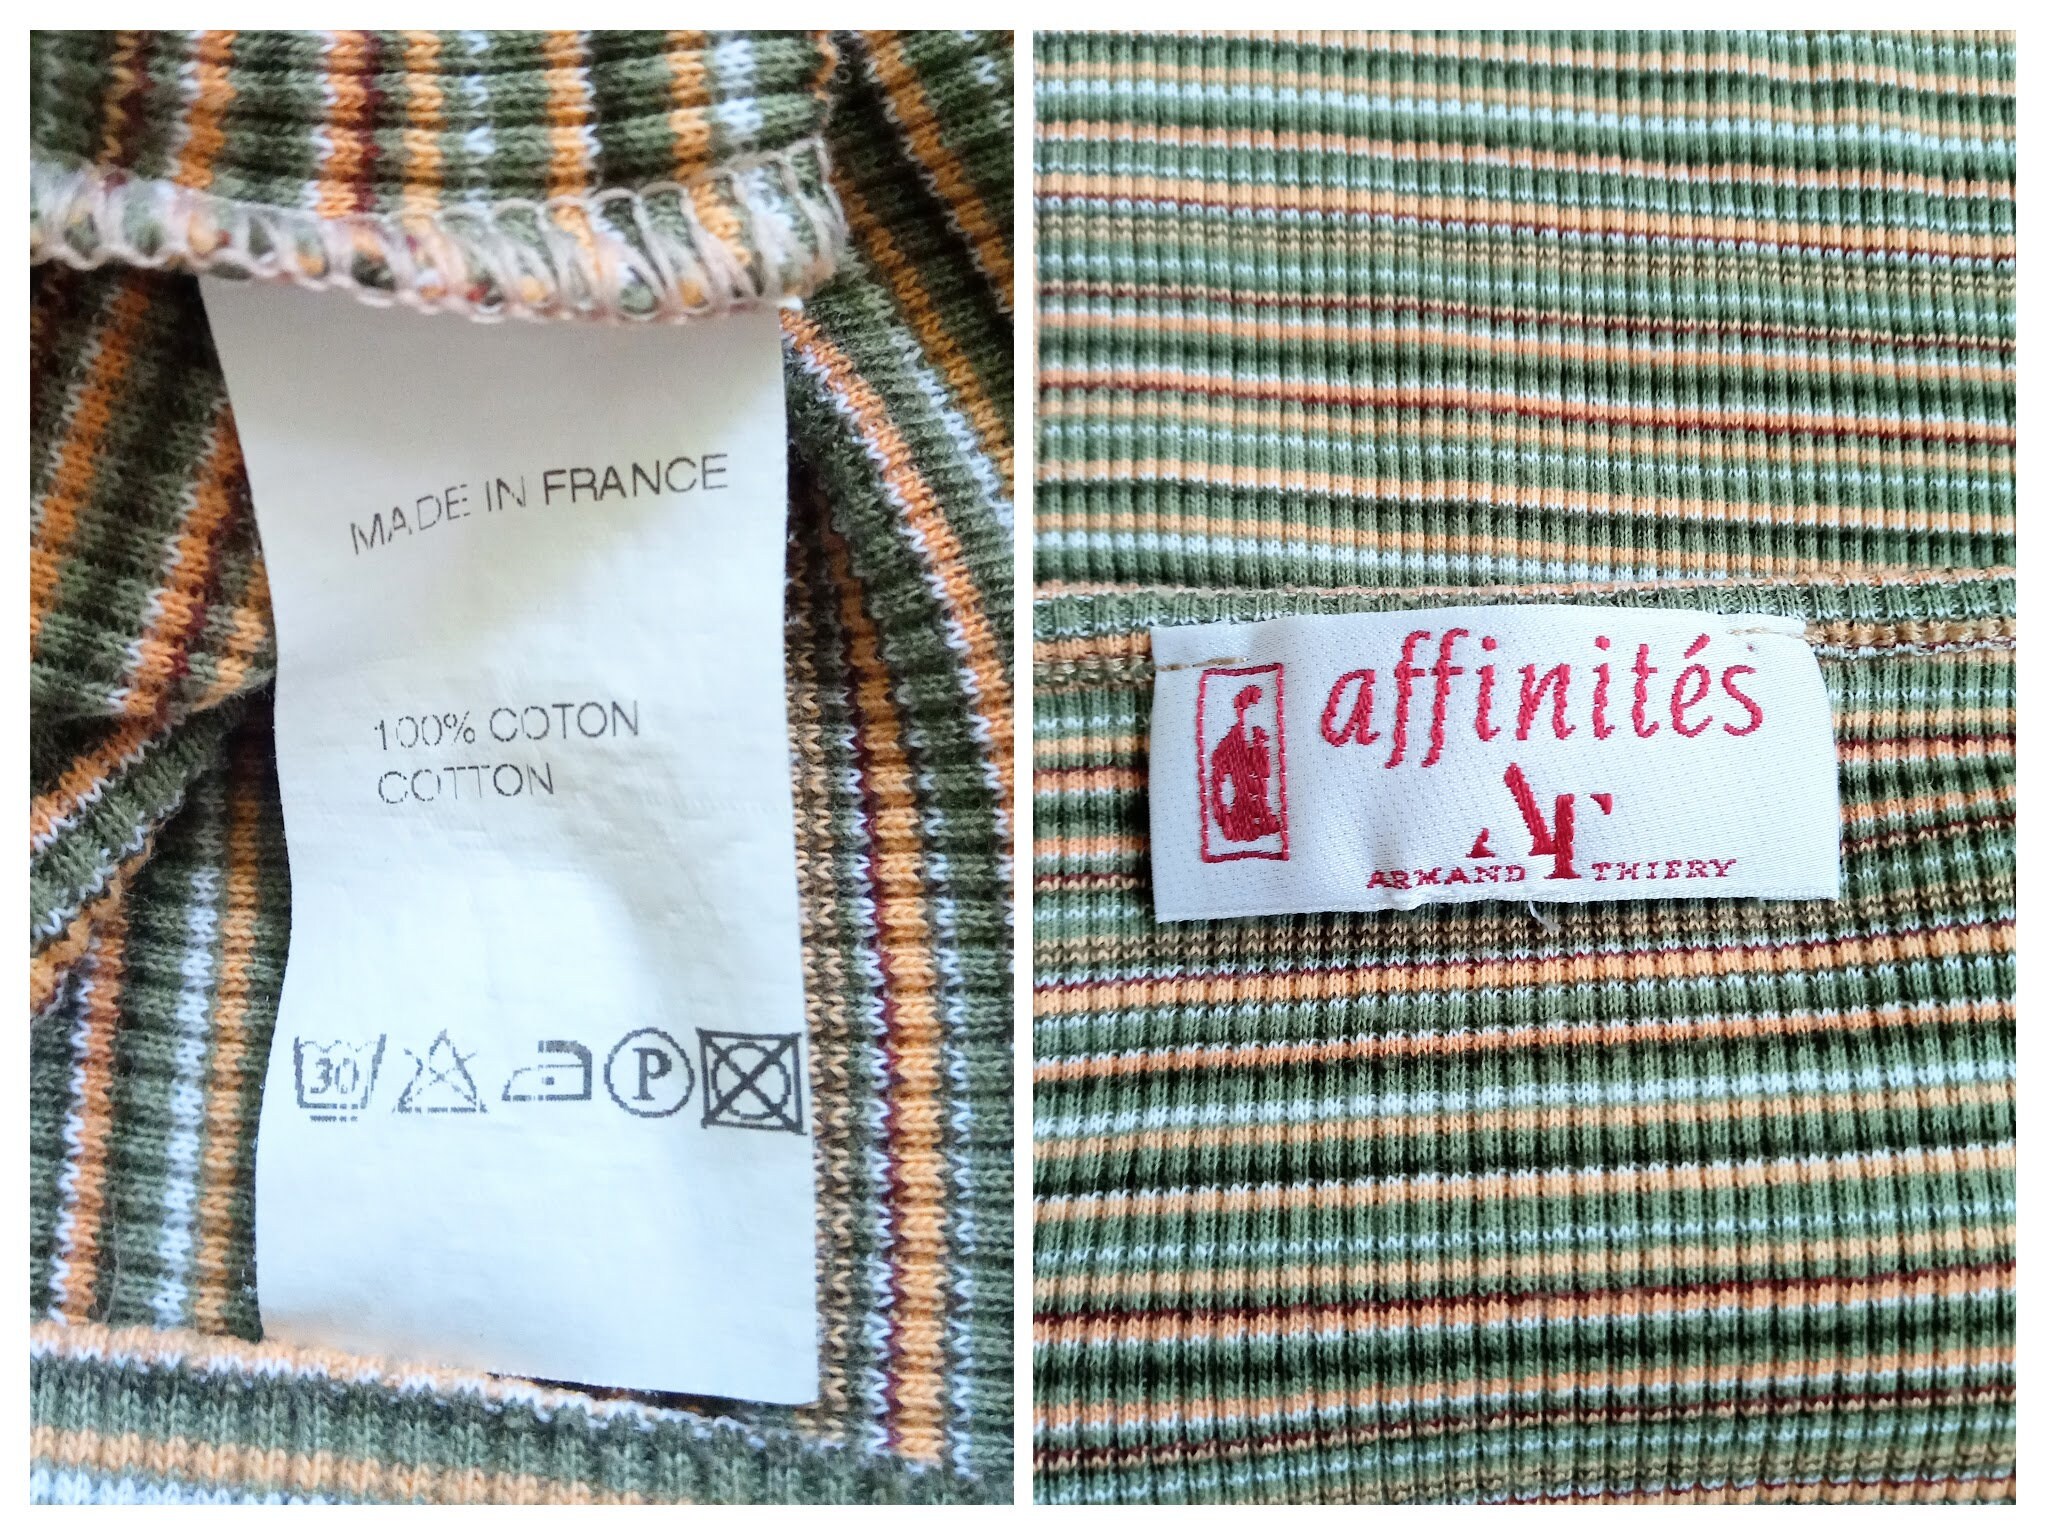 MADE IN FRANCE
100% COTON
COTTON
30
P
affinités
AT
ARMAND THIERY